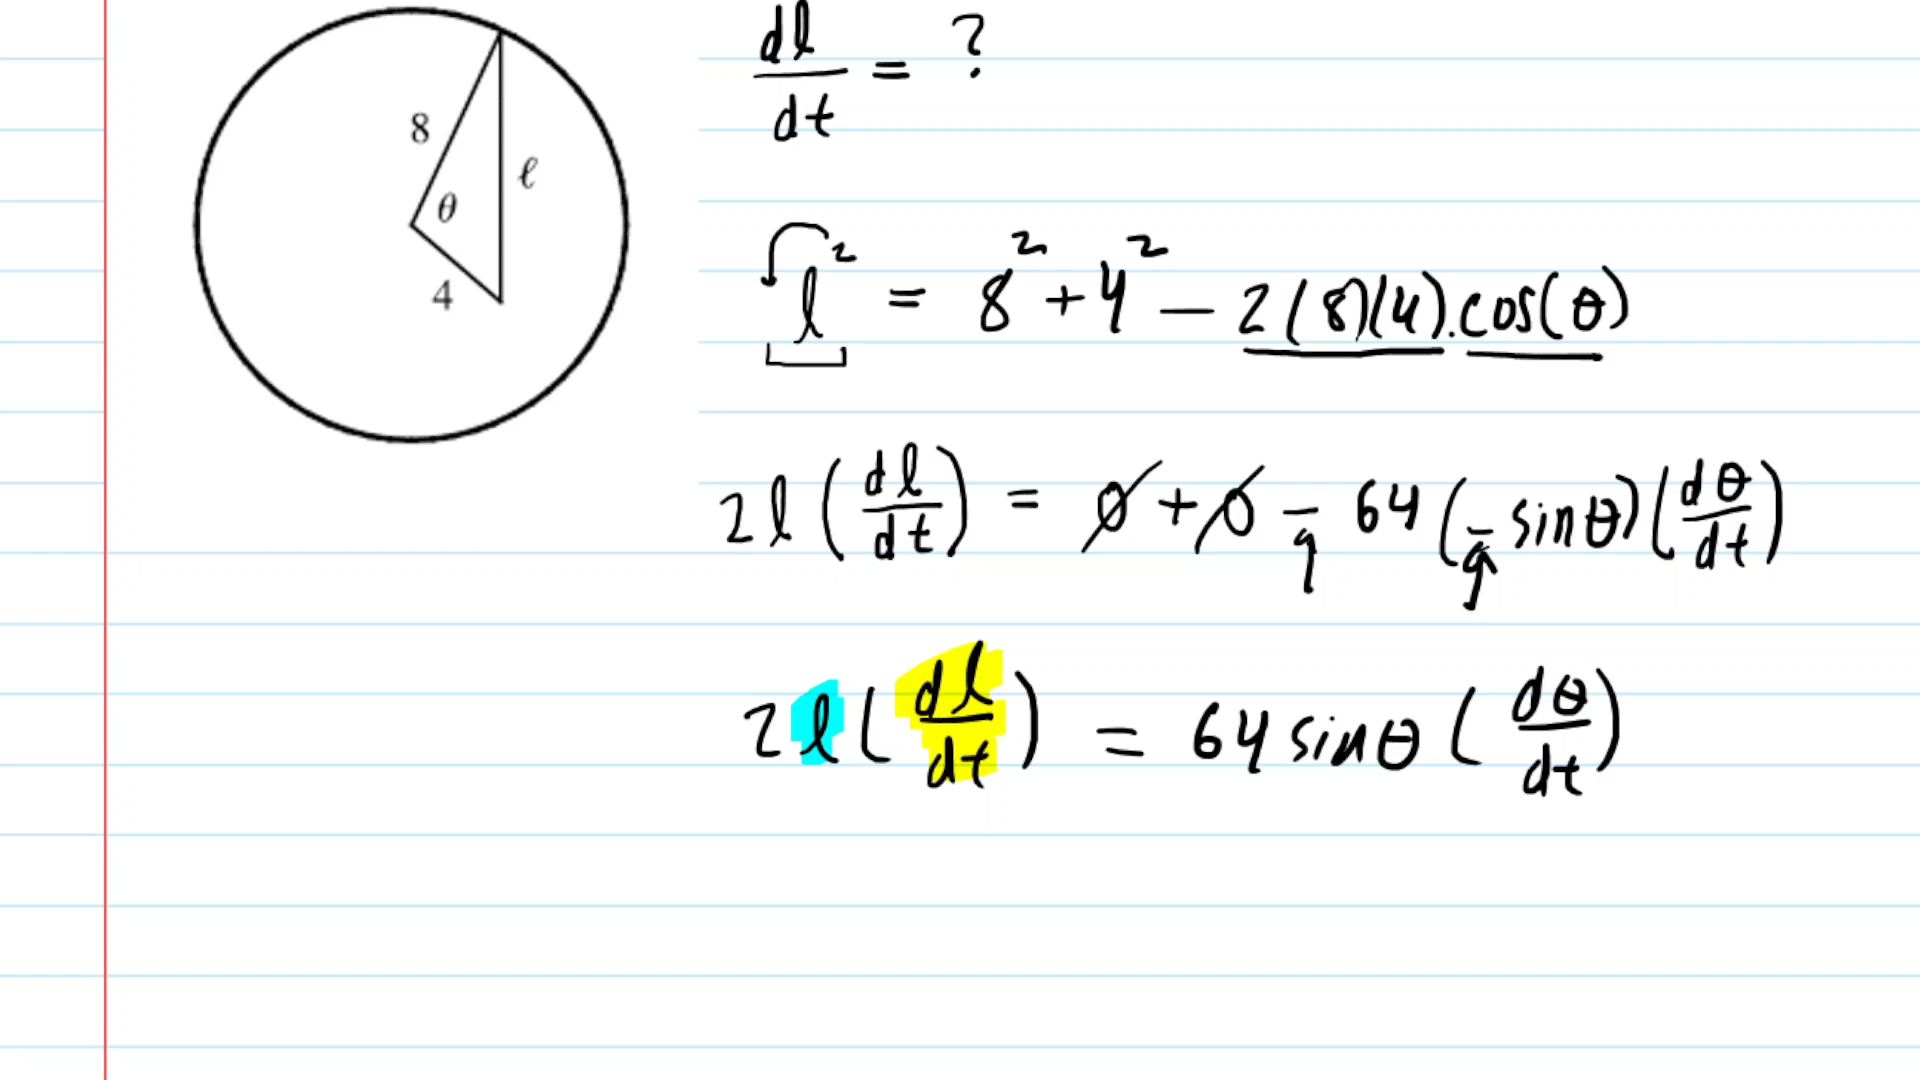 8
θ
ℓ
4
dl/dt = ?
l² = 8² + 4² − 2(8)(4).cos(θ)
2l (dl/dt) = 0 + 0 − 64 (− sinθ) (dθ/dt)
2l (dl/dt) = 64 sinθ (dθ/dt)